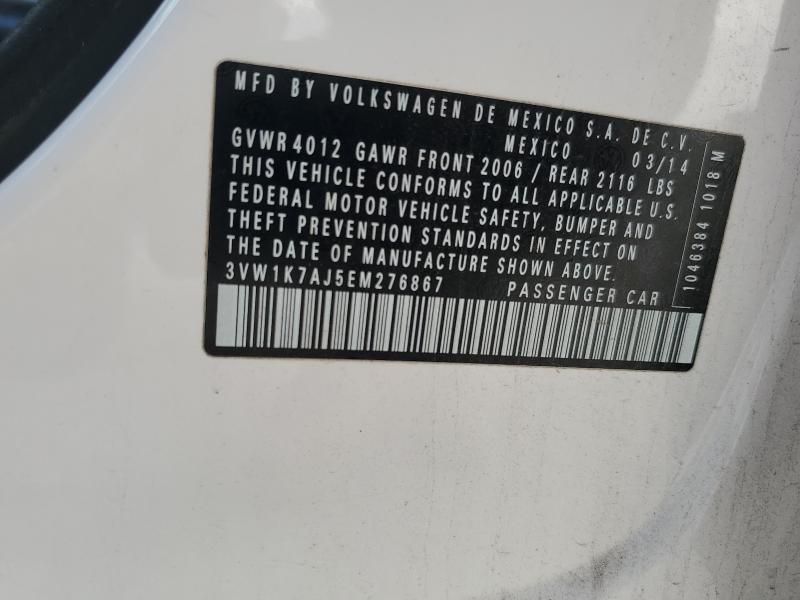 MFD BY VOLKSWAGEN DE MEXICO S.A. DE C.V.
MEXICO 03/14
GVWR 4012 GAWR FRONT 2006 / REAR 2116 LBS
THIS VEHICLE CONFORMS TO ALL APPLICABLE U.S.
FEDERAL MOTOR VEHICLE SAFETY, BUMPER AND
THEFT PREVENTION STANDARDS IN EFFECT ON
THE DATE OF MANUFACTURE SHOWN ABOVE.
3VW1K7AJ5EM276867 PASSENGER CAR
1046384 1018 M